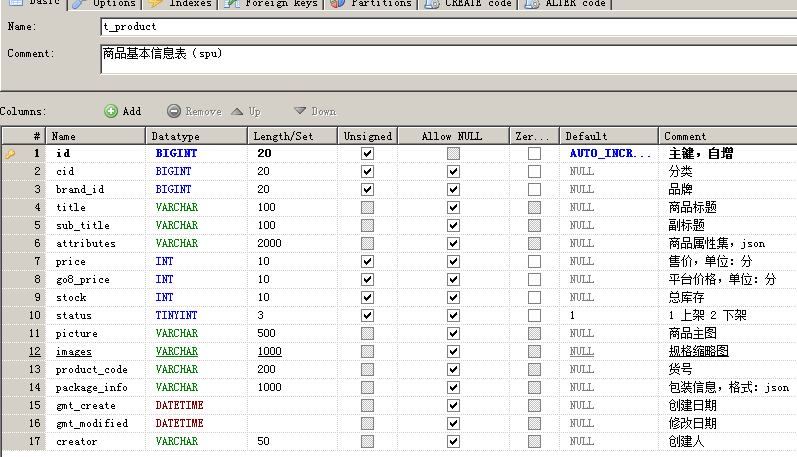 Basic Options Indexes Foreign keys Partitions CREATE code ALTER code
Name: t_product
Comment: 商品基本信息表（spu）
Columns: Add Remove Up Down
# Name Datatype Length/Set Unsigned Allow NULL Zer... Default Comment
1 id BIGINT 20 AUTO_INCR... 主键，自增
2 cid BIGINT 20 NULL 分类
3 brand_id BIGINT 20 NULL 品牌
4 title VARCHAR 100 NULL 商品标题
5 sub_title VARCHAR 100 NULL 副标题
6 attributes VARCHAR 2000 NULL 商品属性集，json
7 price INT 10 NULL 售价，单位：分
8 go8_price INT 10 NULL 平台价格，单位：分
9 stock INT 10 NULL 总库存
10 status TINYINT 3 1 1 上架 2 下架
11 picture VARCHAR 500 NULL 商品主图
12 images VARCHAR 1000 NULL 规格缩略图
13 product_code VARCHAR 200 NULL 货号
14 package_info VARCHAR 1000 NULL 包装信息，格式：json
15 gmt_create DATETIME NULL 创建日期
16 gmt_modified DATETIME NULL 修改日期
17 creator VARCHAR 50 NULL 创建人